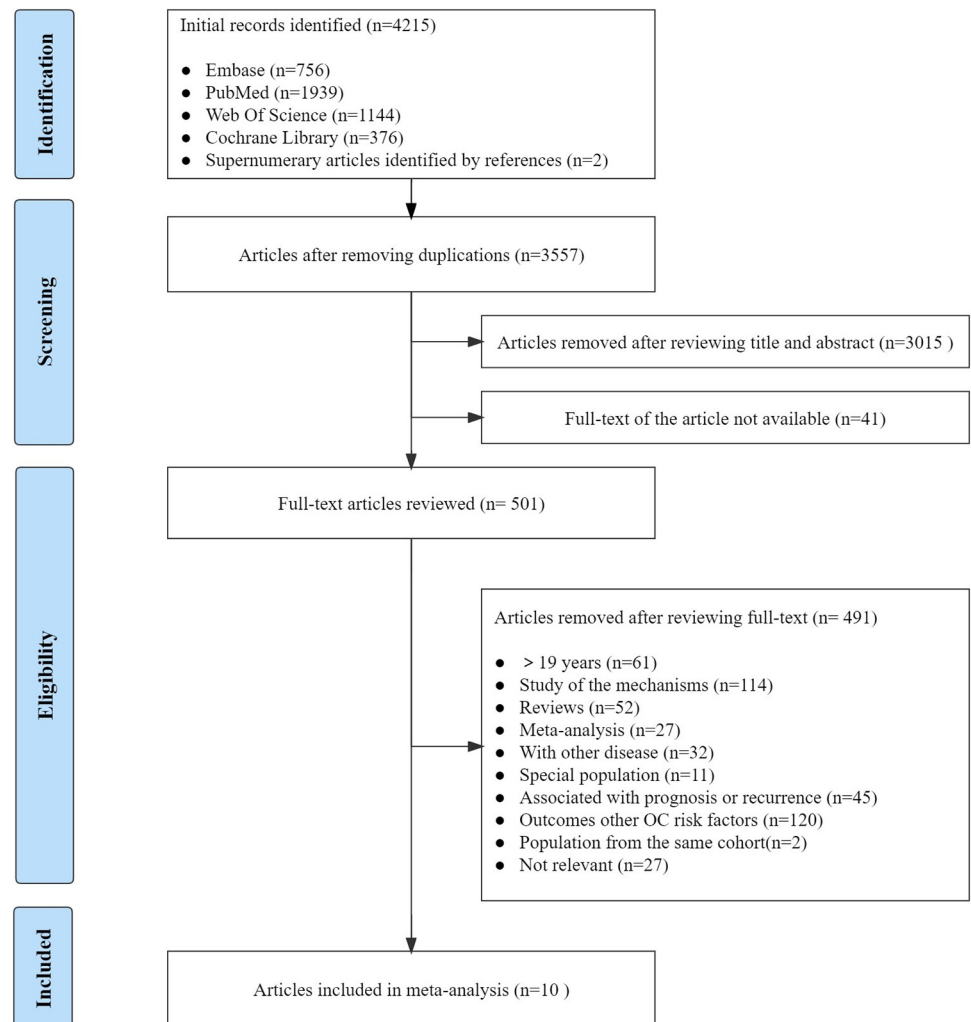 Identification
Initial records identified (n=4215)
● Embase (n=756)
● PubMed (n=1939)
● Web Of Science (n=1144)
● Cochrane Library (n=376)
● Supernumerary articles identified by references (n=2)
Screening
Articles after removing duplications (n=3557)
Articles removed after reviewing title and abstract (n=3015 )
Full-text of the article not available (n=41)
Eligibility
Full-text articles reviewed (n= 501)
Articles removed after reviewing full-text (n= 491)
● > 19 years (n=61)
● Study of the mechanisms (n=114)
● Reviews (n=52)
● Meta-analysis (n=27)
● With other disease (n=32)
● Special population (n=11)
● Associated with prognosis or recurrence (n=45)
● Outcomes other OC risk factors (n=120)
● Population from the same cohort(n=2)
● Not relevant (n=27)
Included
Articles included in meta-analysis (n=10 )